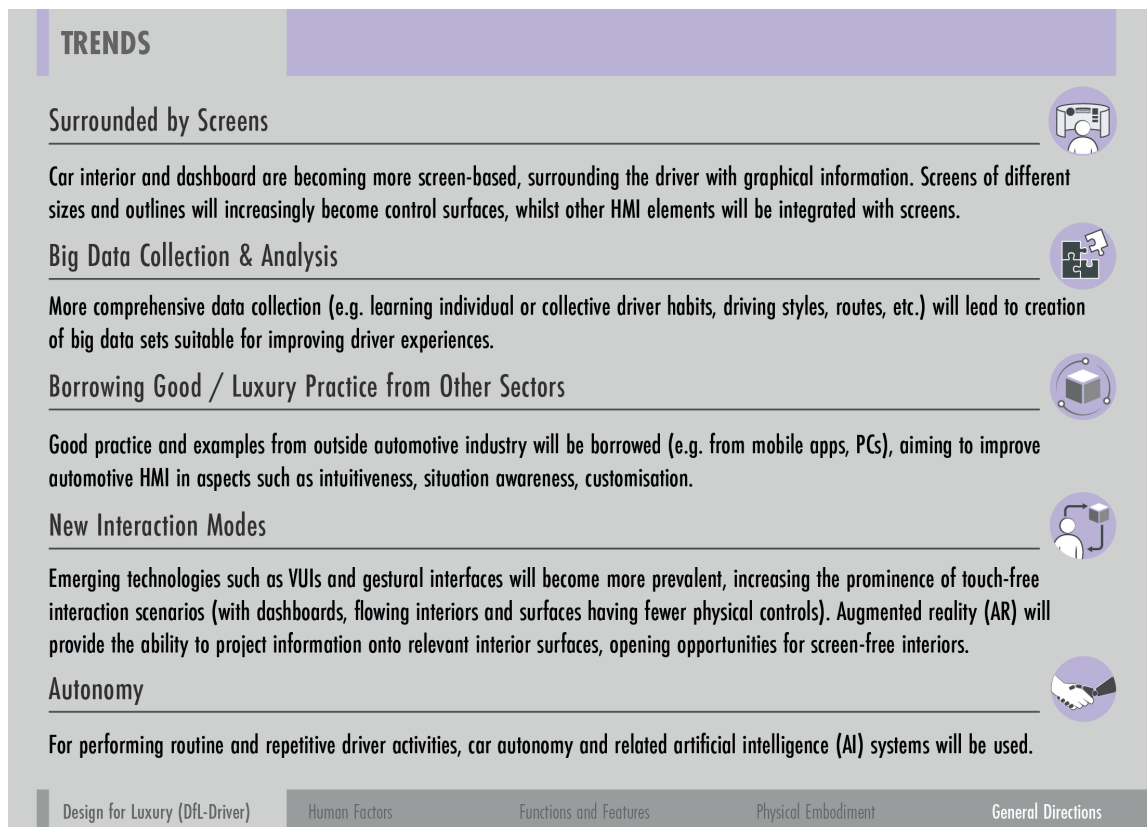 TRENDS
Surrounded by Screens
Car interior and dashboard are becoming more screen-based, surrounding the driver with graphical information. Screens of different
sizes and outlines will increasingly become control surfaces, whilst other HMI elements will be integrated with screens.
Big Data Collection & Analysis
More comprehensive data collection (e.g. learning individual or collective driver habits, driving styles, routes, etc.) will lead to creation
of big data sets suitable for improving driver experiences.
Borrowing Good / Luxury Practice from Other Sectors
Good practice and examples from outside automotive industry will be borrowed (e.g. from mobile apps, PCs), aiming to improve
automotive HMI in aspects such as intuitiveness, situation awareness, customisation.
New Interaction Modes
Emerging technologies such as VUIs and gestural interfaces will become more prevalent, increasing the prominence of touch-free
interaction scenarios (with dashboards, flowing interiors and surfaces having fewer physical controls). Augmented reality (AR) will
provide the ability to project information onto relevant interior surfaces, opening opportunities for screen-free interiors.
Autonomy
For performing routine and repetitive driver activities, car autonomy and related artificial intelligence (AI) systems will be used.
Design for Luxury (DfL-Driver) Human Factors Functions and Features Physical Embodiment General Directions